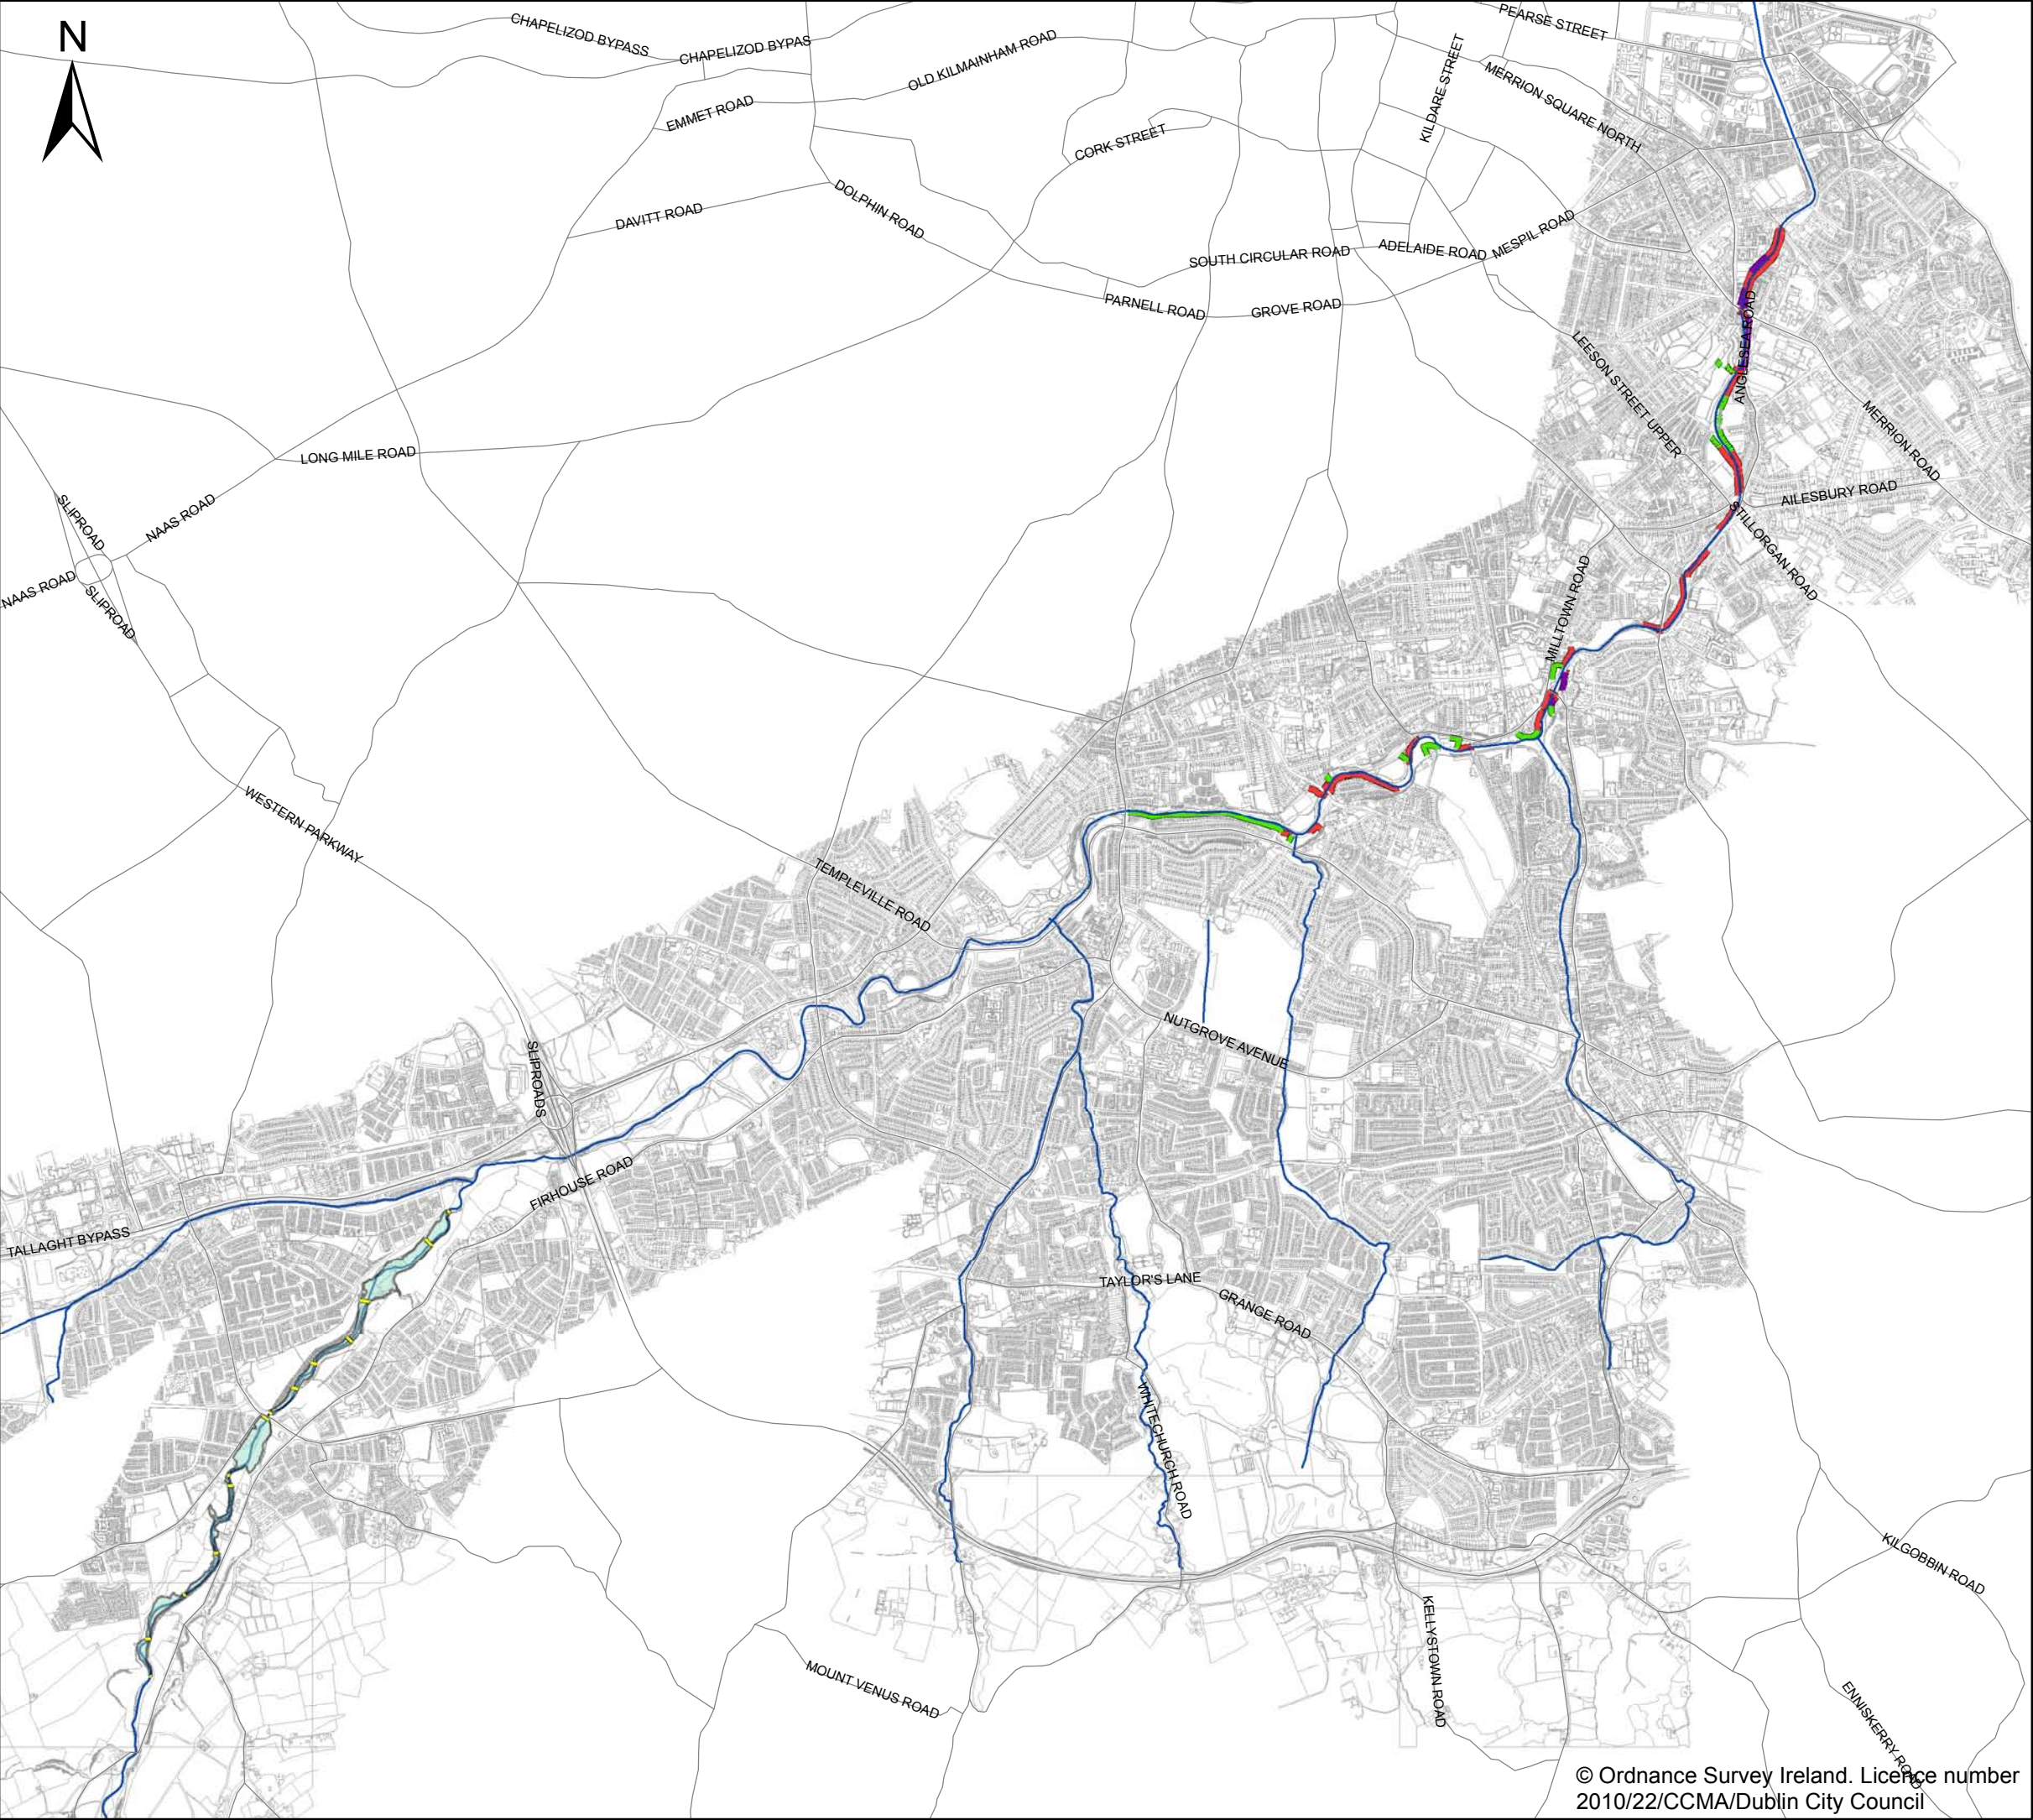 N
CHAPELIZOD BYPASS
CHAPELIZOD BYPAS
OLD KILMAINHAM ROAD
PEARSE STREET
KILDARE STREET
MERRION SQUARE NORTH
EMMET ROAD
CORK STREET
DAVITT ROAD
DOLPHIN ROAD
SOUTH CIRCULAR ROAD
ADELAIDE ROAD
MESPIL ROAD
PARNELL ROAD
GROVE ROAD
ANGLESEA ROAD
LEESON STREET UPPER
MERRION ROAD
LONG MILE ROAD
AILESBURY ROAD
SLIPROAD
NAAS ROAD
STILLORGAN ROAD
NAAS ROAD
SLIPROAD
MILLTOWN ROAD
WESTERN PARKWAY
TEMPLEVILLE ROAD
NUTGROVE AVENUE
SLIPROADS
FIRHOUSE ROAD
TALLAGHT BYPASS
TAYLOR'S LANE
GRANGE ROAD
WHITECHURCH ROAD
KILGOBBIN ROAD
KELLYSTOWN ROAD
MOUNT VENUS ROAD
ENNISKERRY ROAD
© Ordnance Survey Ireland. Licence number
2010/22/CCMA/Dublin City Council